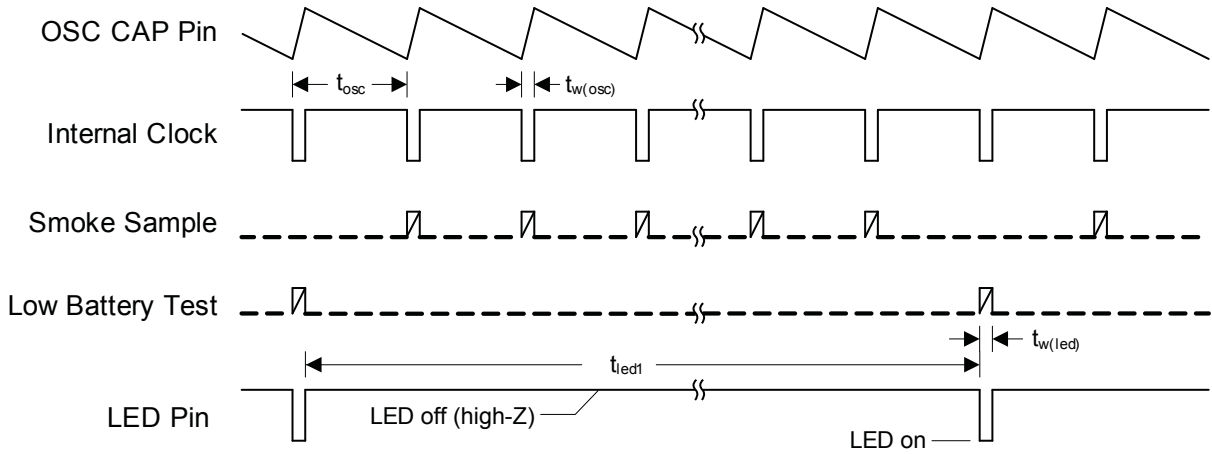 OSC CAP Pin
tosc
tw(osc)
Internal Clock
Smoke Sample
Low Battery Test
tw(led)
tled1
LED Pin
LED off (high-Z)
LED on